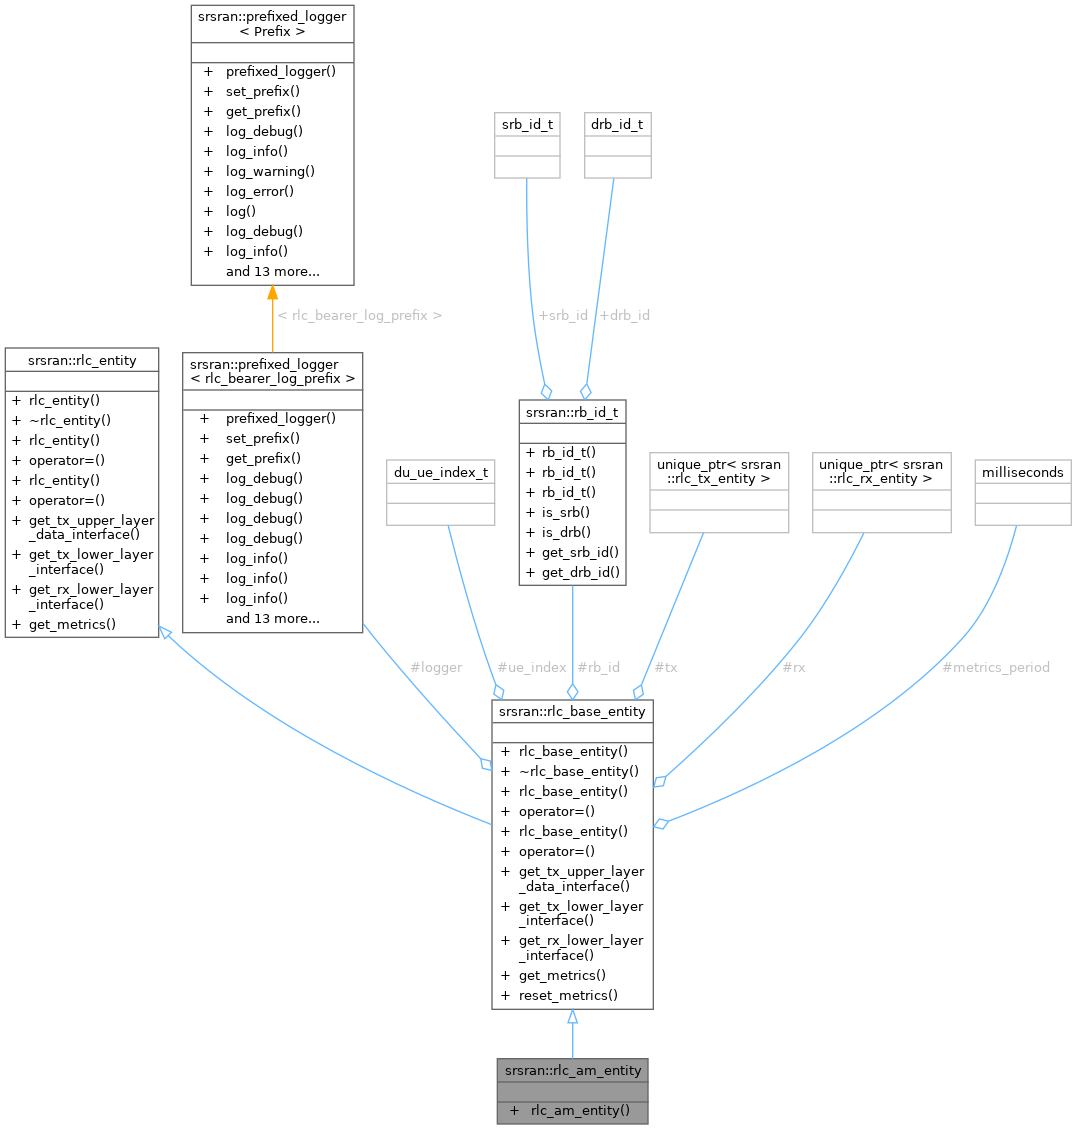 srsran::prefixed_logger
< Prefix >
+ prefixed_logger()
+ set_prefix()
+ get_prefix()
+ log_debug()
+ log_info()
+ log_warning()
+ log_error()
+ log()
+ log_debug()
+ log_info()
and 13 more...
srb_id_t
drb_id_t
< rlc_bearer_log_prefix >
+srb_id
+drb_id
srsran::rlc_entity
+ rlc_entity()
+ ~rlc_entity()
+ rlc_entity()
+ operator=()
+ rlc_entity()
+ operator=()
+ get_tx_upper_layer
_data_interface()
+ get_tx_lower_layer
_interface()
+ get_rx_lower_layer
_interface()
+ get_metrics()
srsran::prefixed_logger
< rlc_bearer_log_prefix >
+ prefixed_logger()
+ set_prefix()
+ get_prefix()
+ log_debug()
+ log_debug()
+ log_debug()
+ log_debug()
+ log_info()
+ log_info()
+ log_info()
and 13 more...
du_ue_index_t
srsran::rb_id_t
+ rb_id_t()
+ rb_id_t()
+ rb_id_t()
+ is_srb()
+ is_drb()
+ get_srb_id()
+ get_drb_id()
unique_ptr< srsran
::rlc_tx_entity >
unique_ptr< srsran
::rlc_rx_entity >
milliseconds
#logger
#ue_index
#rb_id
#tx
#rx
#metrics_period
srsran::rlc_base_entity
+ rlc_base_entity()
+ ~rlc_base_entity()
+ rlc_base_entity()
+ operator=()
+ rlc_base_entity()
+ operator=()
+ get_tx_upper_layer
_data_interface()
+ get_tx_lower_layer
_interface()
+ get_rx_lower_layer
_interface()
+ get_metrics()
+ reset_metrics()
srsran::rlc_am_entity
+ rlc_am_entity()